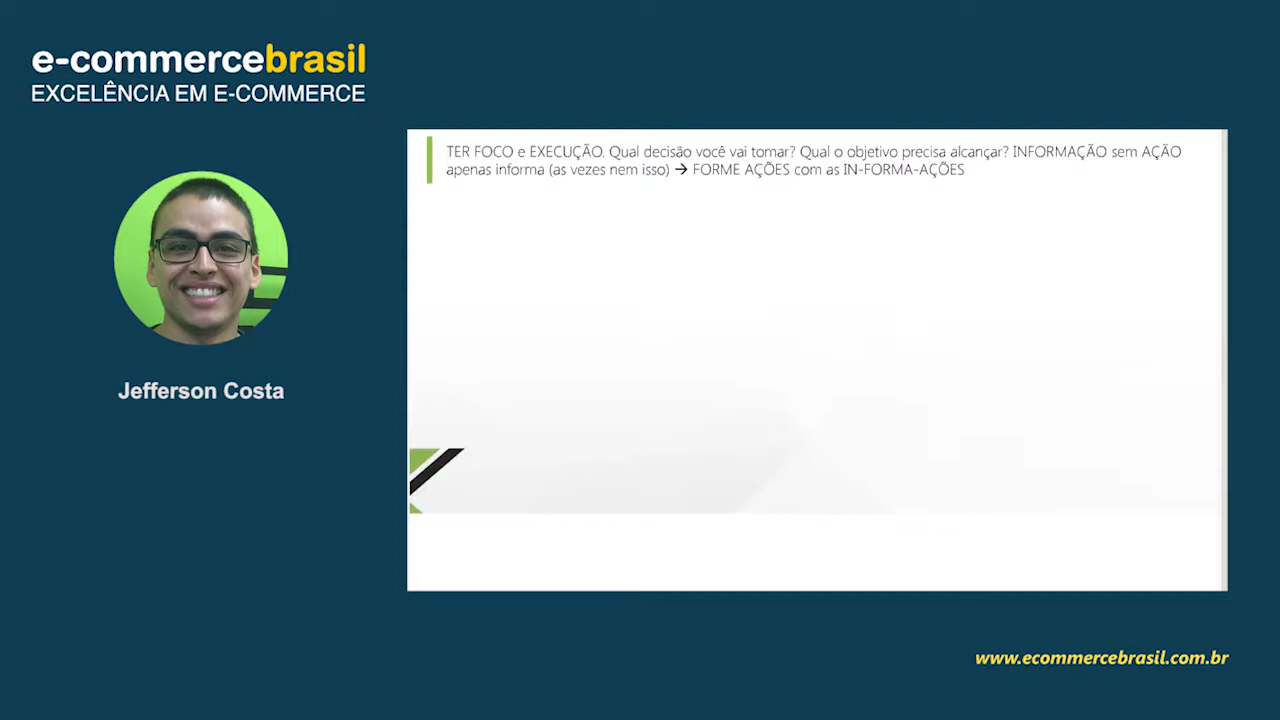 e-commercebrasil
EXCELÊNCIA EM E-COMMERCE
TER FOCO e EXECUÇÃO. Qual decisão você vai tomar? Qual o objetivo precisa alcançar? INFORMAÇÃO sem AÇÃO
apenas informa (as vezes nem isso) → FORME AÇÕES com as IN-FORMA-AÇÕES
Jefferson Costa
www.ecommercebrasil.com.br